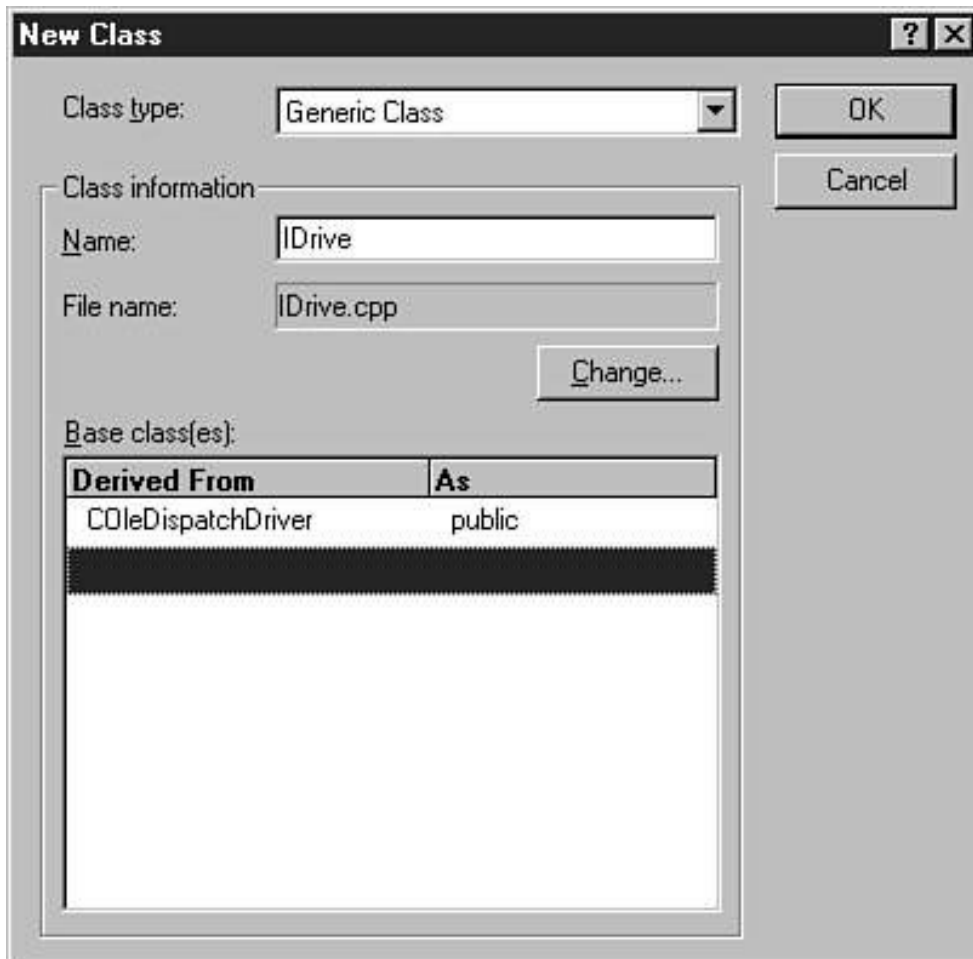 New Class
Class type: Generic Class OK
Cancel
Class information
Name: IDrive
File name: IDrive.cpp
Change...
Base class(es):
Derived From As
COleDispatchDriver public